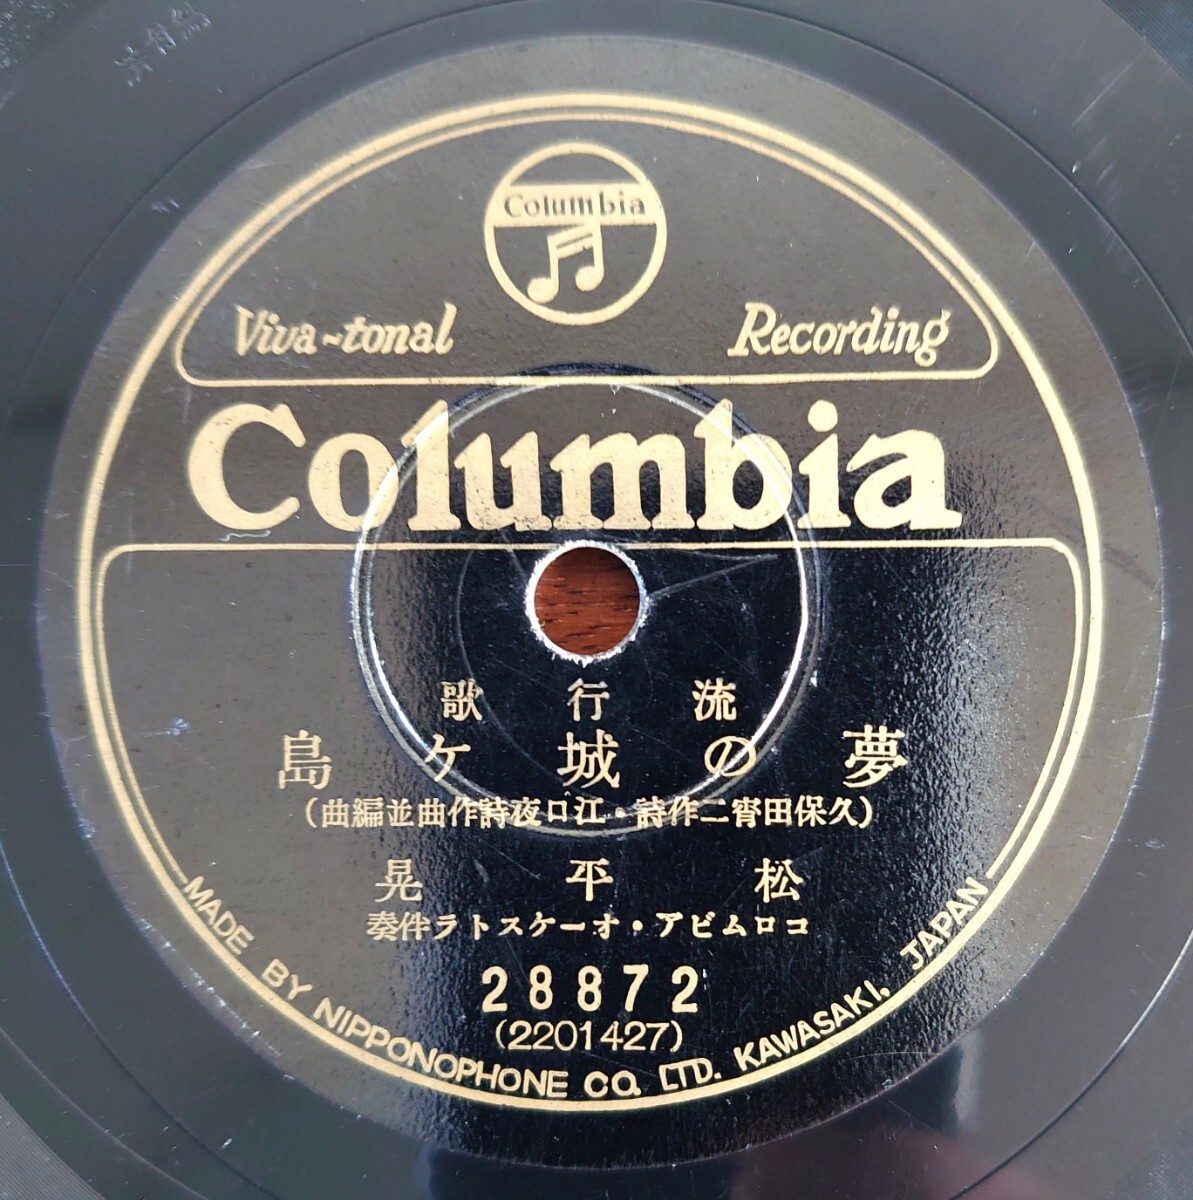 Columbia
Viva-tonal Recording
Columbia
流行歌
夢の城ケ島
(久保田宵二作詩・江口夜詩作曲並編曲)
松平晃
コロムビア・オーケストラ伴奏
28872
(2201427)
MADE BY NIPPONOPHONE CO. LTD. KAWASAKI, JAPAN